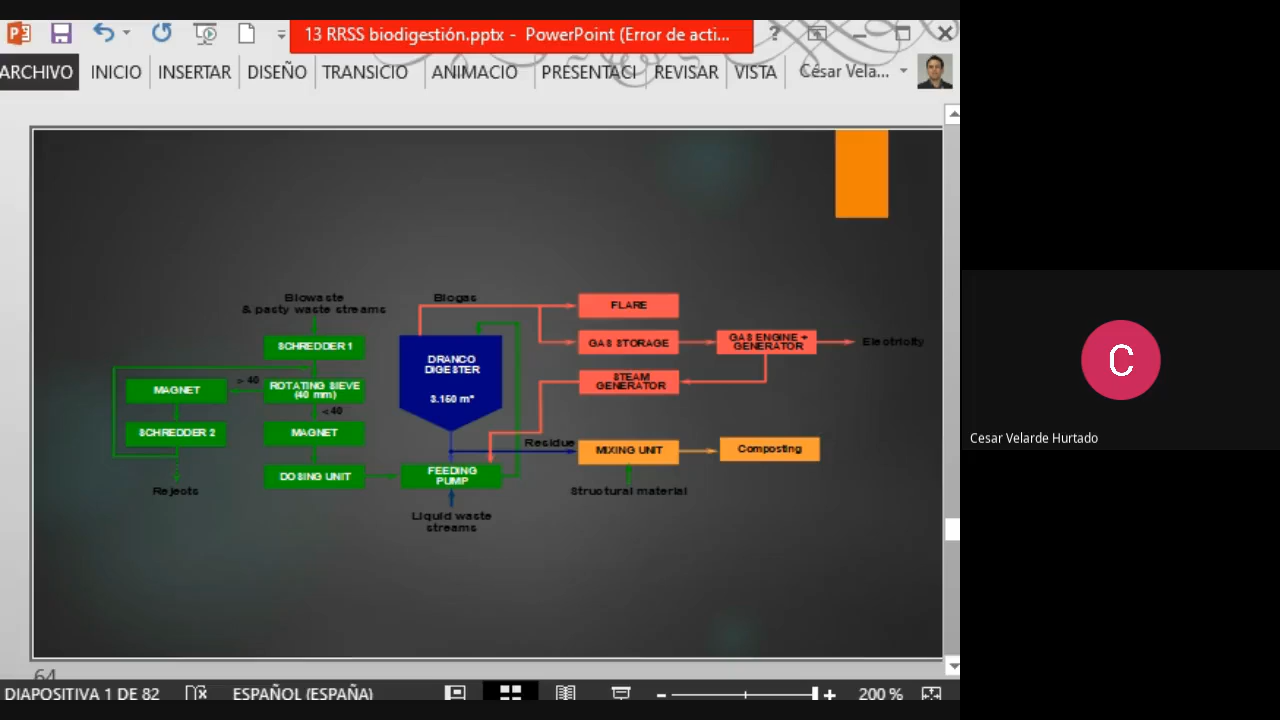 13 RRSS biodigestión.pptx - PowerPoint (Error de acti...
?
ARCHIVO INICIO INSERTAR DISEÑO TRANSICIO ANIMACIO PRESENTACI REVISAR VISTA César Vela...
Biowaste
& pasty waste streams
SCHREDDER 1
> 40
ROTATING SIEVE
(40 mm)
MAGNET
< 40
SCHREDDER 2
MAGNET
DOSING UNIT
Rejects
Biogas
DRANCO
DIGESTER
3.150 m³
FEEDING
PUMP
Liquid waste
streams
FLARE
GAS STORAGE
GAS ENGINE +
GENERATOR
Electricity
STEAM
GENERATOR
Residue
MIXING UNIT
Composting
Structural material
C
Cesar Velarde Hurtado
64
DIAPOSITIVA 1 DE 82 ESPAÑOL (ESPAÑA) 200 %